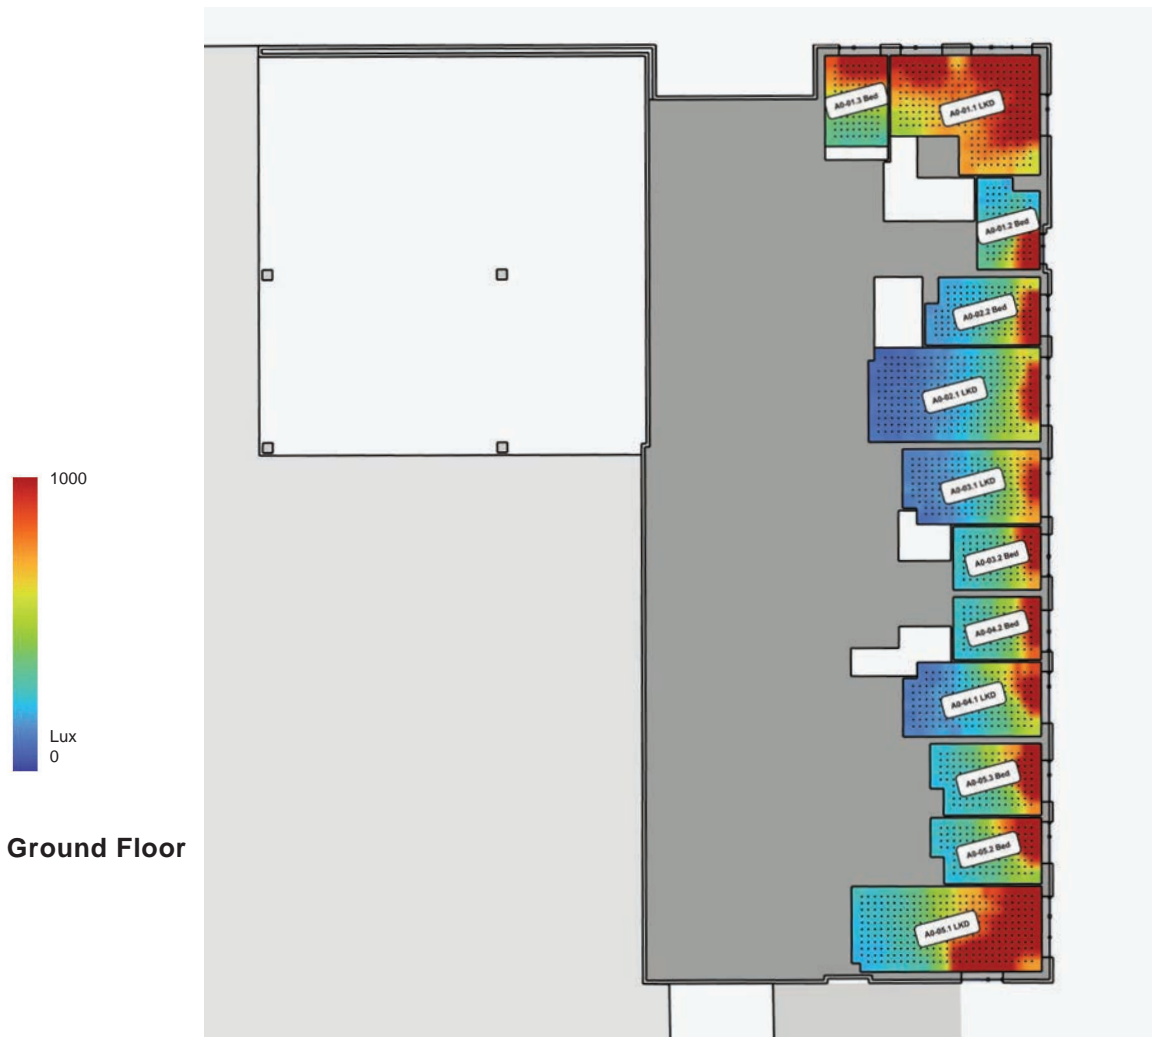 A0-01.3 Bed
A0-01.1 LKD
A0-01.2 Bed
A0-02.2 Bed
A0-02.1 LKD
A0-03.1 LKD
A0-03.2 Bed
A0-04.2 Bed
A0-04.1 LKD
A0-05.3 Bed
A0-05.2 Bed
A0-05.1 LKD
1000
Lux
0
Ground Floor